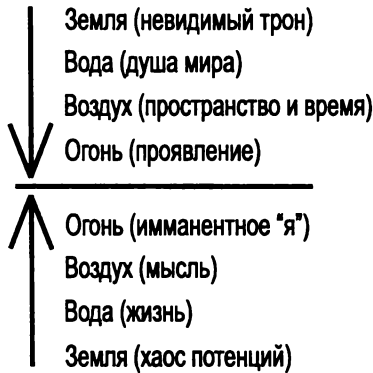 Земля (невидимый трон)
Вода (душа мира)
Воздух (пространство и время)
Огонь (проявление)
Огонь (имманентное "я")
Воздух (мысль)
Вода (жизнь)
Земля (хаос потенций)